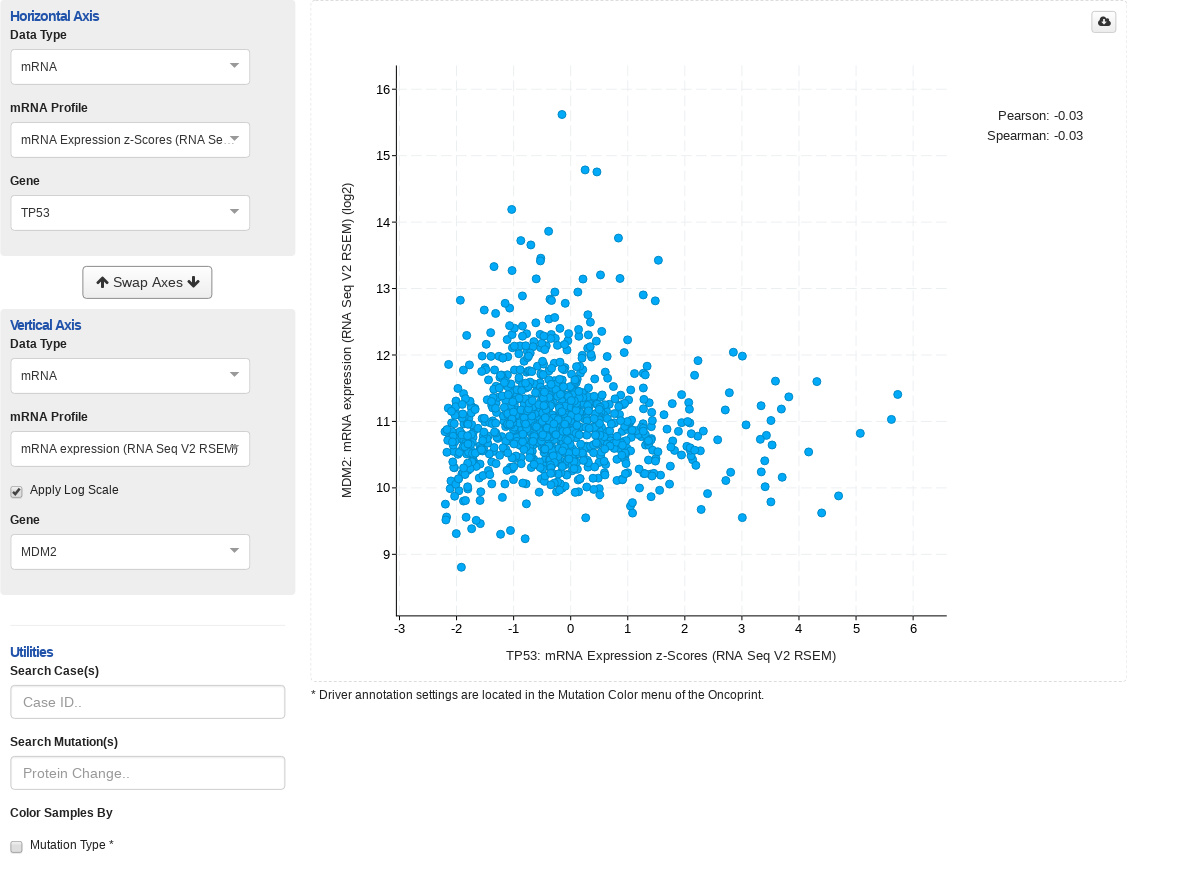 Horizontal Axis
Data Type
mRNA
mRNA Profile
mRNA Expression z-Scores (RNA Se...
Gene
TP53
Swap Axes
Vertical Axis
Data Type
mRNA
mRNA Profile
mRNA expression (RNA Seq V2 RSEM)
Apply Log Scale
Gene
MDM2
Utilities
Search Case(s)
Case ID..
Search Mutation(s)
Protein Change..
Color Samples By
Mutation Type *
Pearson: -0.03
Spearman: -0.03
MDM2: mRNA expression (RNA Seq V2 RSEM) (log2)
16
15
14
13
12
11
10
9
-3 -2 -1 0 1 2 3 4 5 6
TP53: mRNA Expression z-Scores (RNA Seq V2 RSEM)
* Driver annotation settings are located in the Mutation Color menu of the Oncoprint.